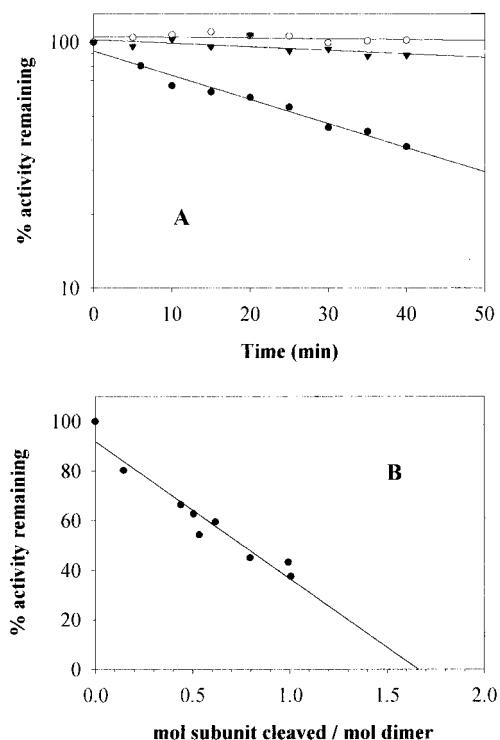 100
% activity remaining
A
10
0 10 20 30 40 50
Time (min)
100
B
80
% activity remaining
60
40
20
0
0.0 0.5 1.0 1.5 2.0
mol subunit cleaved / mol dimer